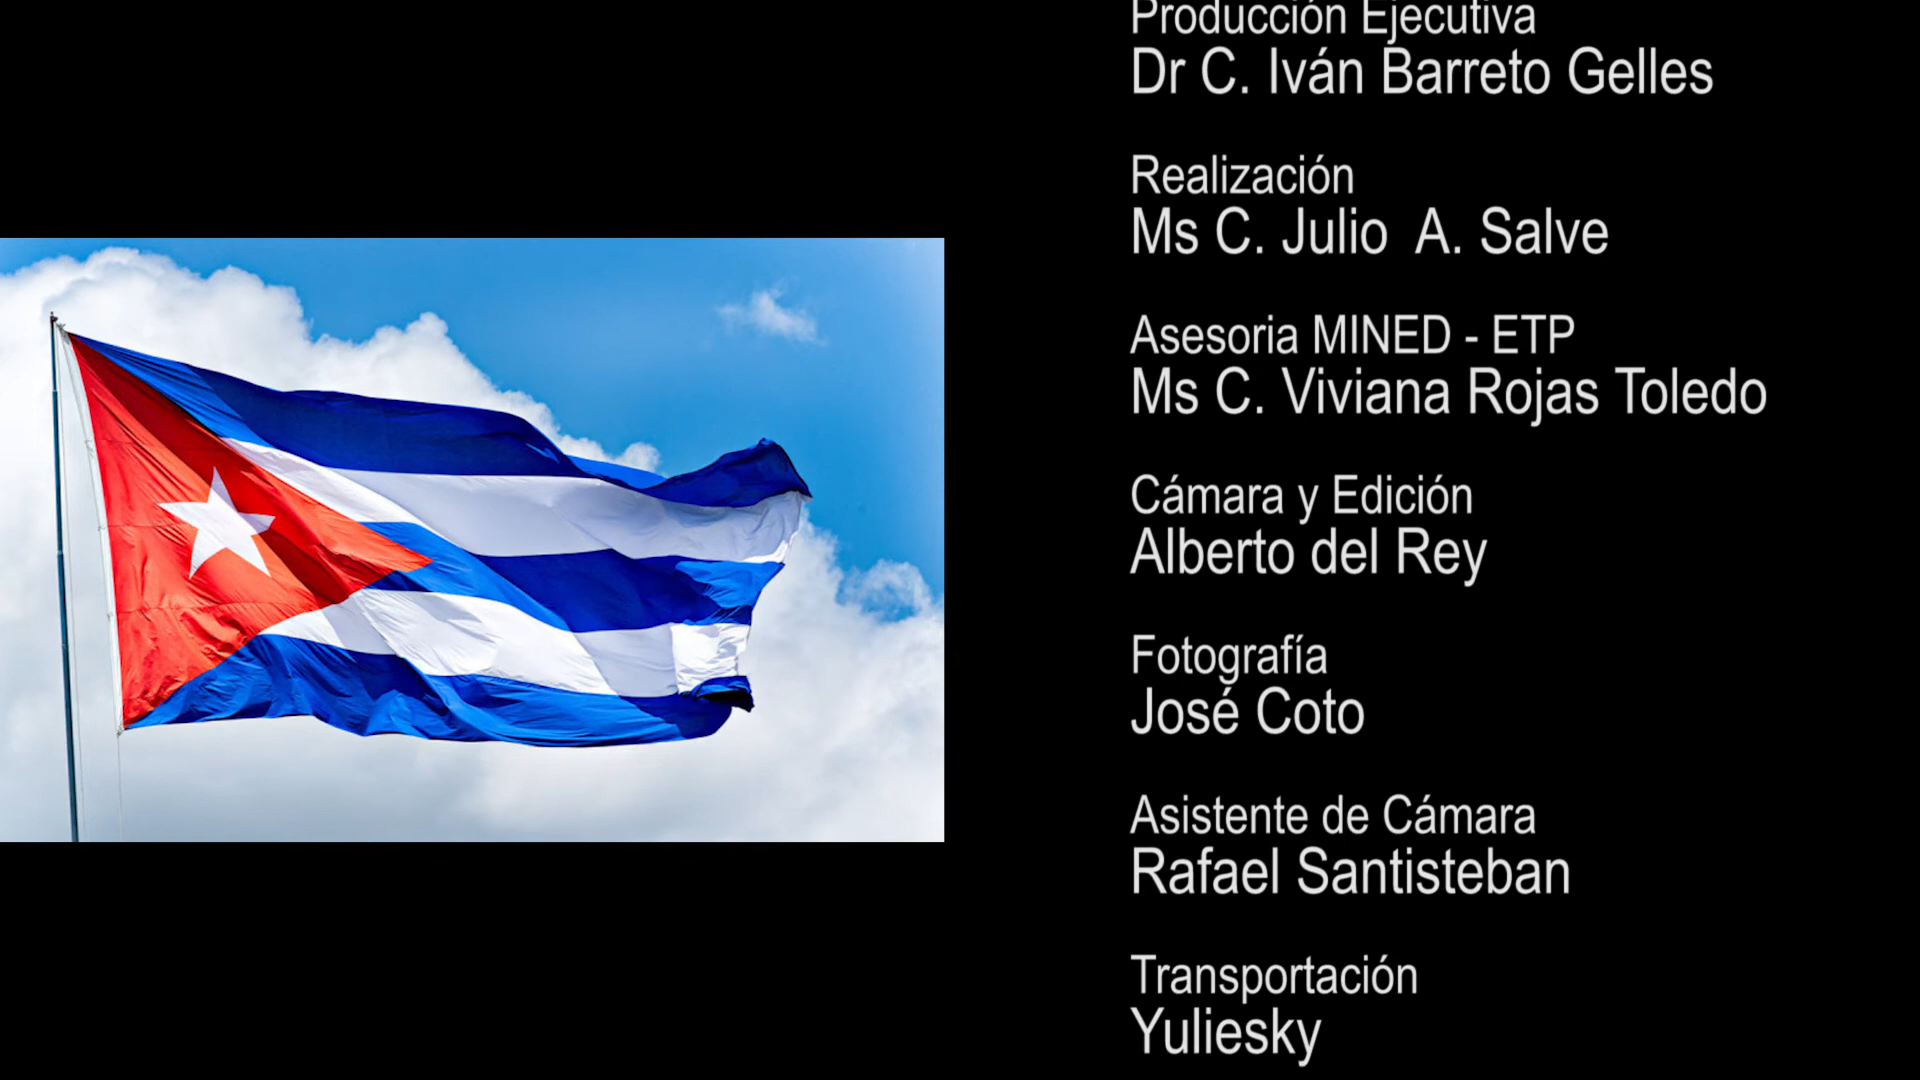 Producción Ejecutiva
Dr C. Iván Barreto Gelles
Realización
Ms C. Julio A. Salve
Asesoria MINED - ETP
Ms C. Viviana Rojas Toledo
Cámara y Edición
Alberto del Rey
Fotografía
José Coto
Asistente de Cámara
Rafael Santisteban
Transportación
Yuliesky